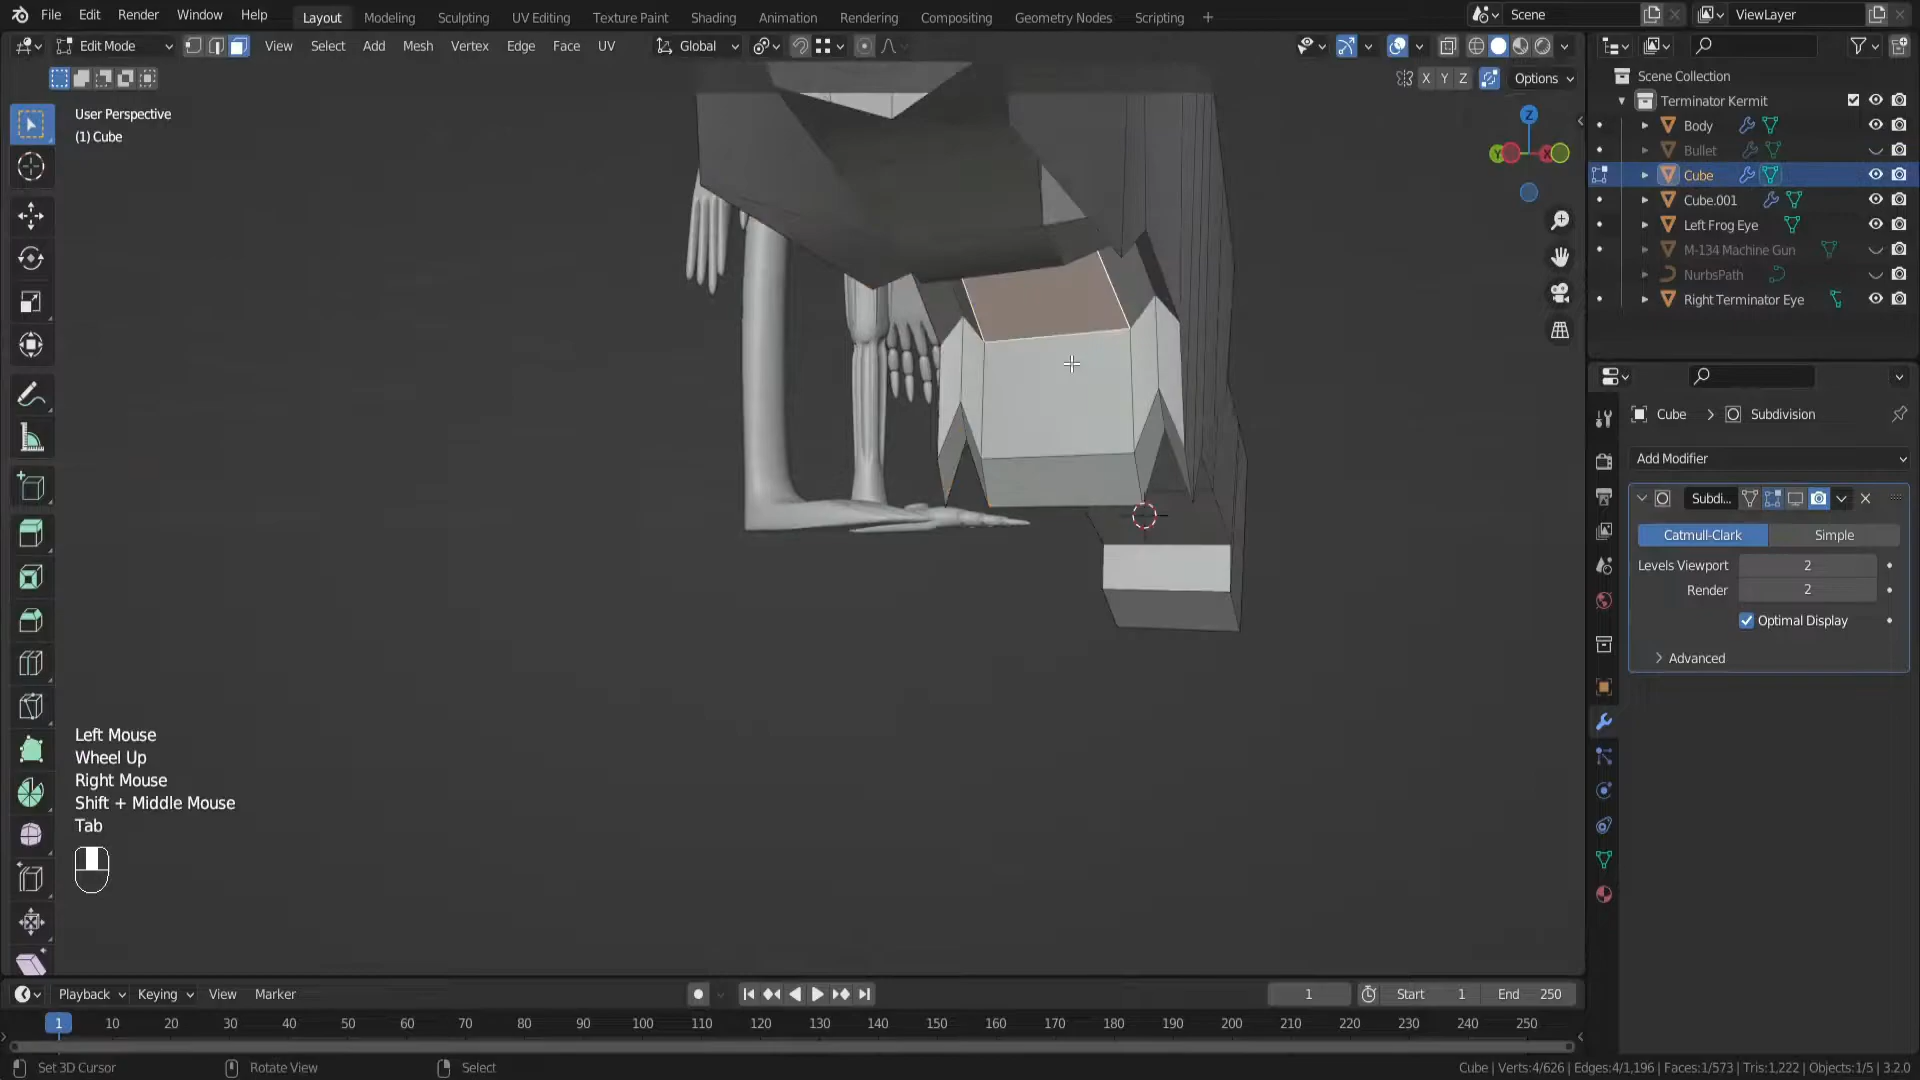 File Edit Render Window Help Layout Modeling Sculpting UV Editing Texture Paint Shading Animation Rendering Compositing Geometry Nodes Scripting + Scene ViewLayer
Edit Mode View Select Add Mesh Vertex Edge Face UV Global
X Y Z Options
User Perspective
(1) Cube
Z
Y
X
Scene Collection
Terminator Kermit
Body
Bullet
Cube
Cube.001
Left Frog Eye
M-134 Machine Gun
NurbsPath
Right Terminator Eye
Cube > Subdivision
Add Modifier
Subdi...
Catmull-Clark Simple
Levels Viewport 2
Render 2
Optimal Display
Advanced
Left Mouse
Wheel Up
Right Mouse
Shift + Middle Mouse
Tab
Playback Keying View Marker 1 Start 1 End 250
1 10 20 30 40 50 60 70 80 90 100 110 120 130 140 150 160 170 180 190 200 210 220 230 240 250
Set 3D Cursor Rotate View Select Cube | Verts:4/626 | Edges:4/1,196 | Faces:1/573 | Tris:1,222 | Objects:1/5 | 3.2.0